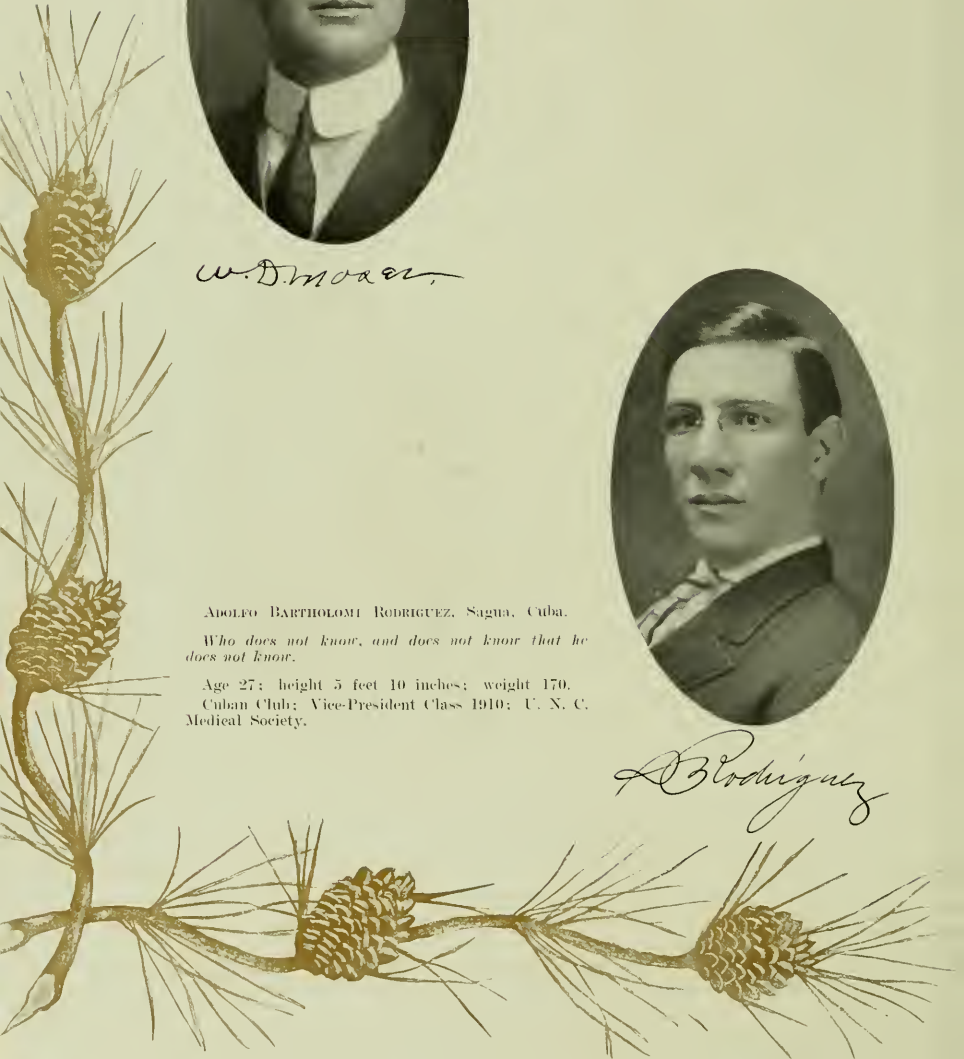 W. D. Moser.
ADOLFO BARTHOLOMI RODRIGUEZ, Sagua, Cuba.
Who does not know, and does not know that he
does not know.
Age 27; height 5 feet 10 inches; weight 170.
Cuban Club; Vice-President Class 1910; U. N. C.
Medical Society.
A B Rodriguez